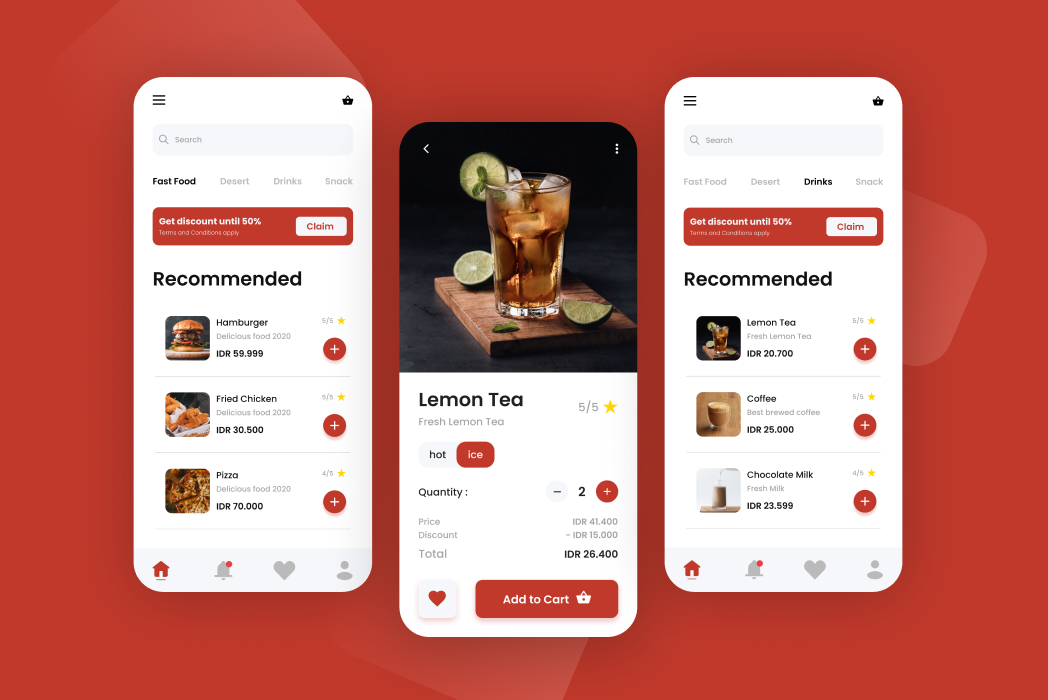 Search
Fast Food Desert Drinks Snack
Get discount until 50%
Terms and Conditions apply
Claim
Recommended
Hamburger
5/5
Delicious food 2020
IDR 59.999
Fried Chicken
5/5
Delicious food 2020
IDR 30.500
Pizza
4/5
Delicious food 2020
IDR 70.000
Lemon Tea
5/5
Fresh Lemon Tea
hot ice
Quantity :
2
Price IDR 41.400
Discount - IDR 15.000
Total IDR 26.400
Add to Cart
Search
Fast Food Desert Drinks Snack
Get discount until 50%
Terms and Conditions apply
Claim
Recommended
Lemon Tea
5/5
Fresh Lemon Tea
IDR 20.700
Coffee
5/5
Best brewed coffee
IDR 25.000
Chocolate Milk
4/5
Fresh Milk
IDR 23.599